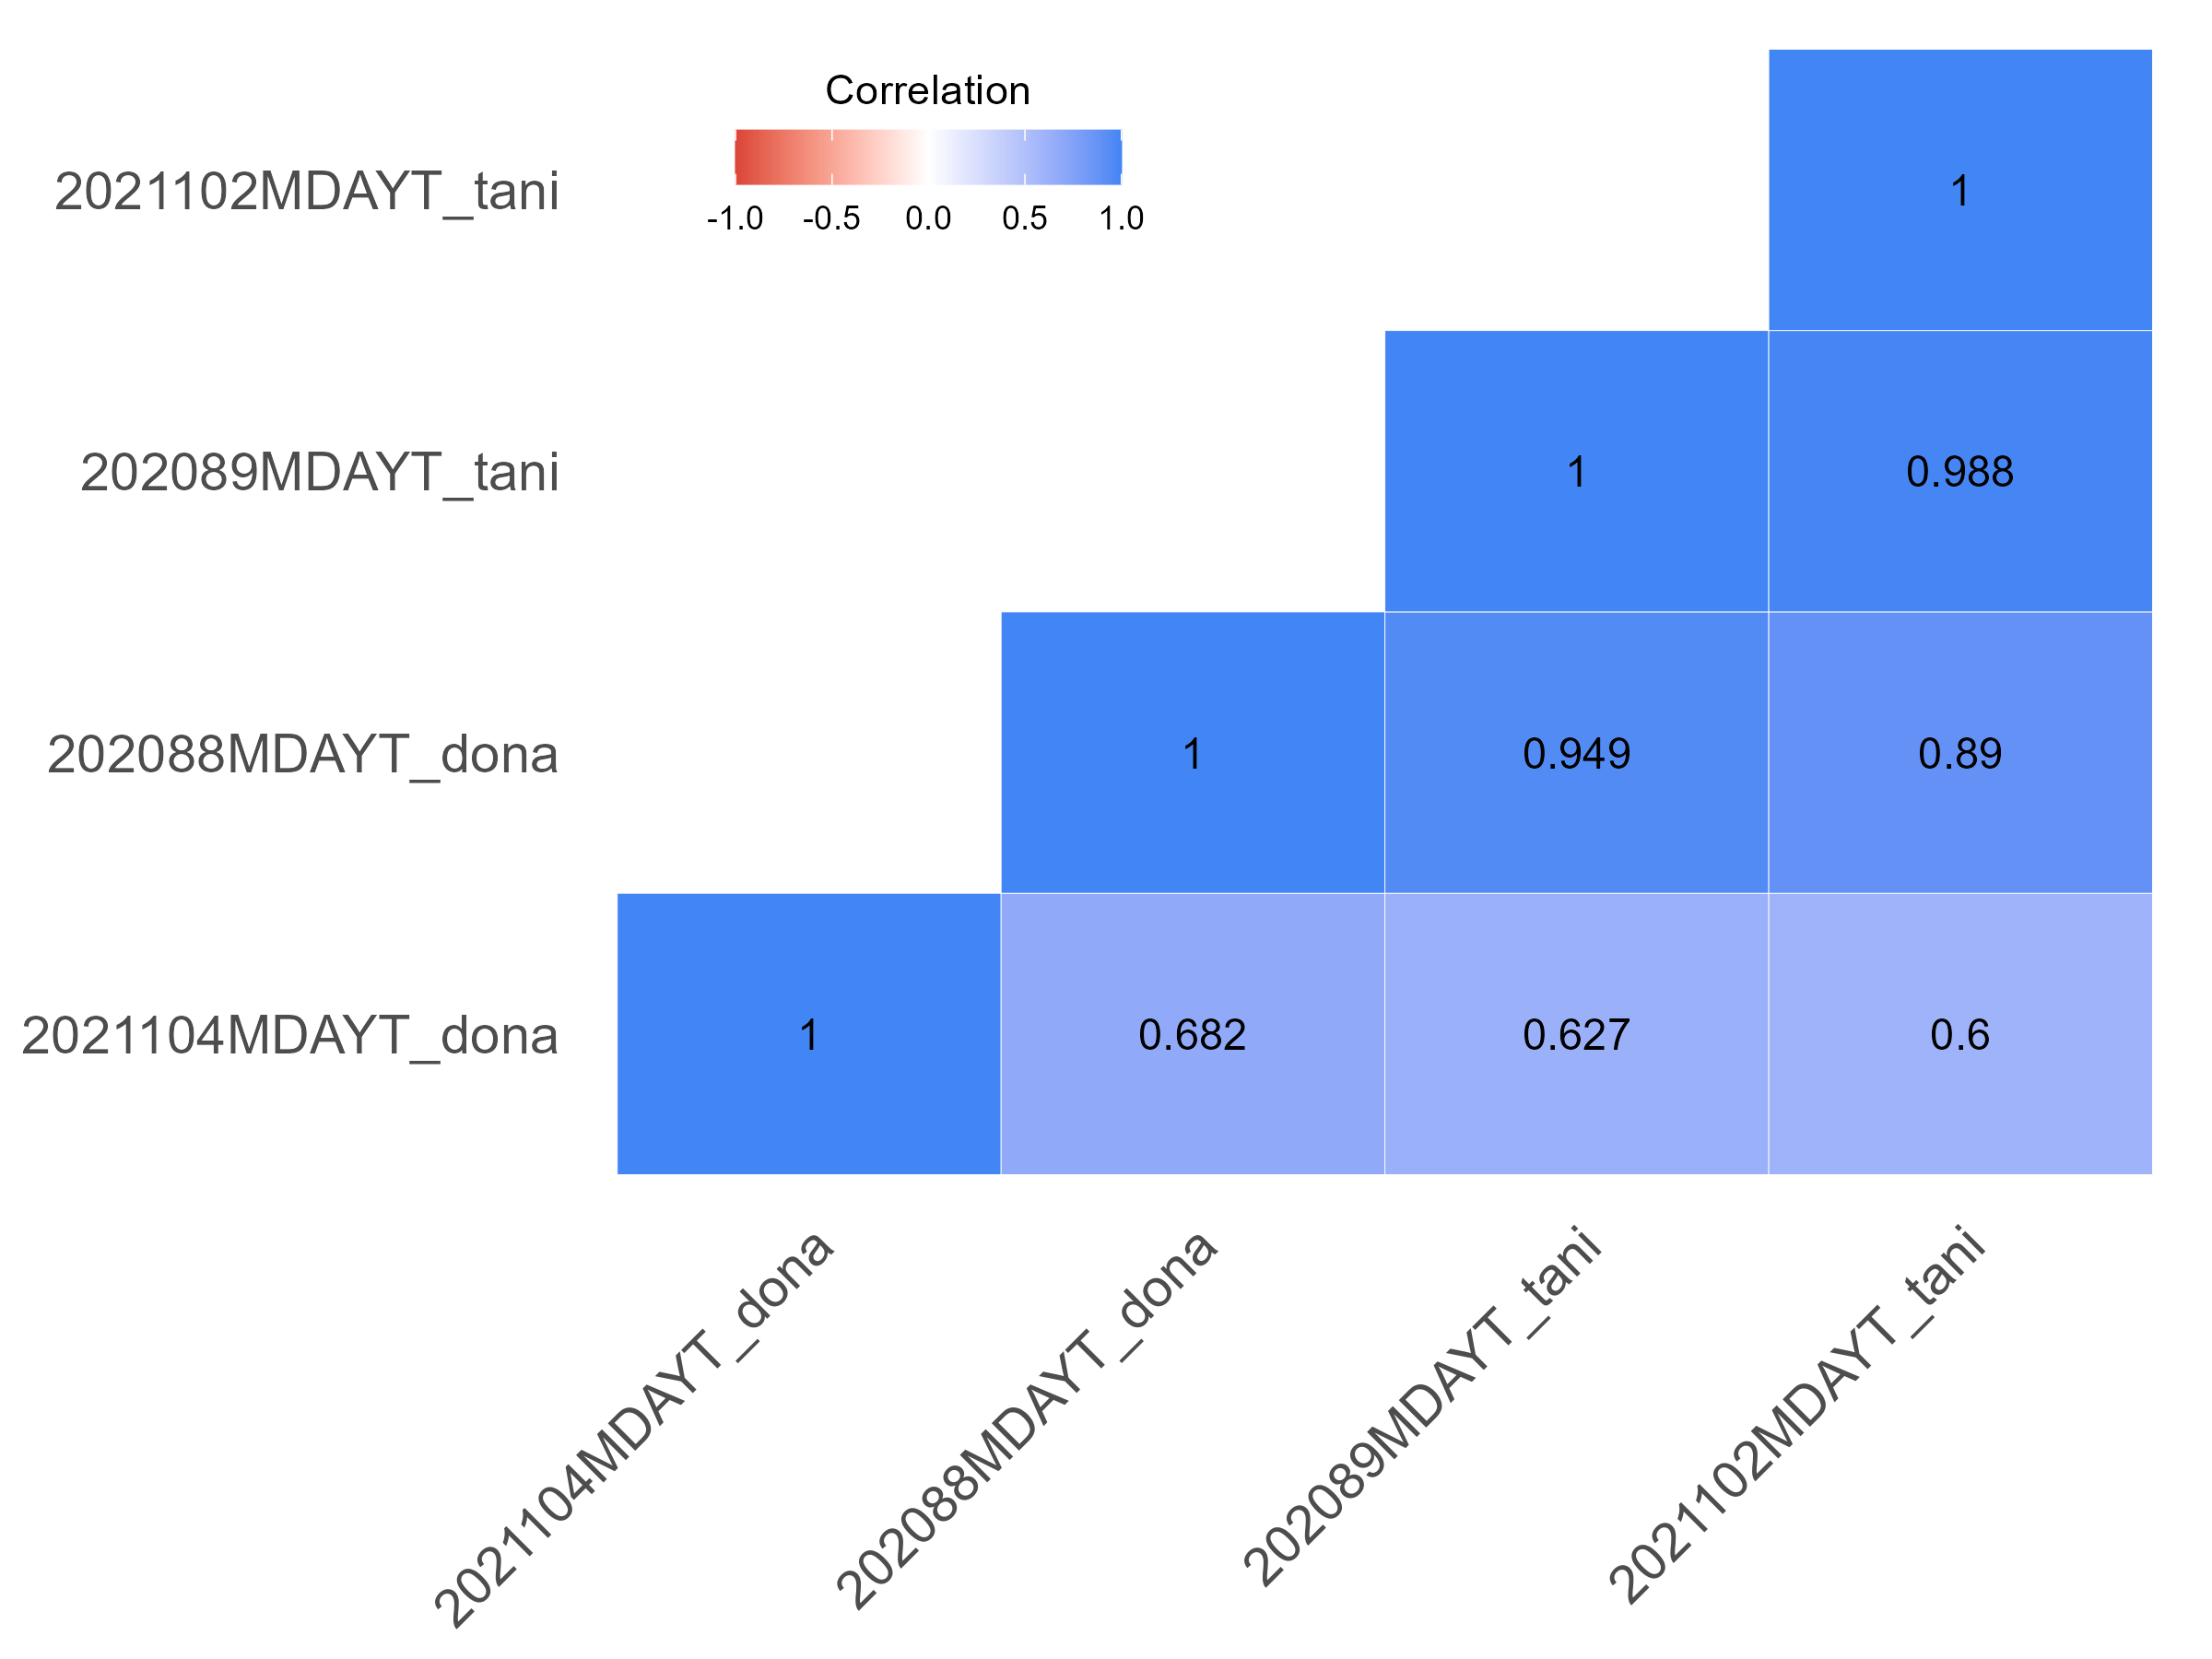 Correlation
-1.0 -0.5 0.0 0.5 1.0
2021102MDAYT_tani 1
202089MDAYT_tani 1 0.988
202088MDAYT_dona 1 0.949 0.89
2021104MDAYT_dona 1 0.682 0.627 0.6
2021104MDAYT_dona
202088MDAYT_dona
202089MDAYT_tani
2021102MDAYT_tani